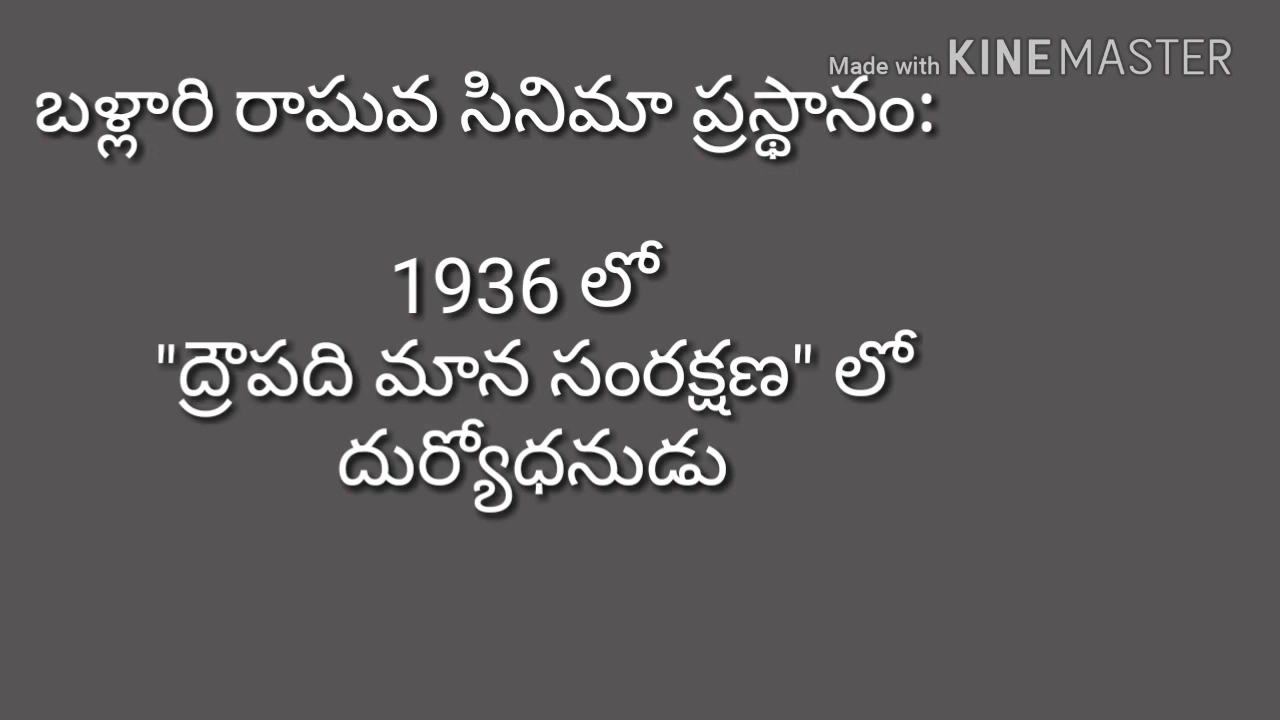 Made with KINEMASTER
బళ్లారి రాఘవ సినిమా ప్రస్థానం:
1936 లో
"ద్రౌపది మాన సంరక్షణ" లో
దుర్యోధనుడు